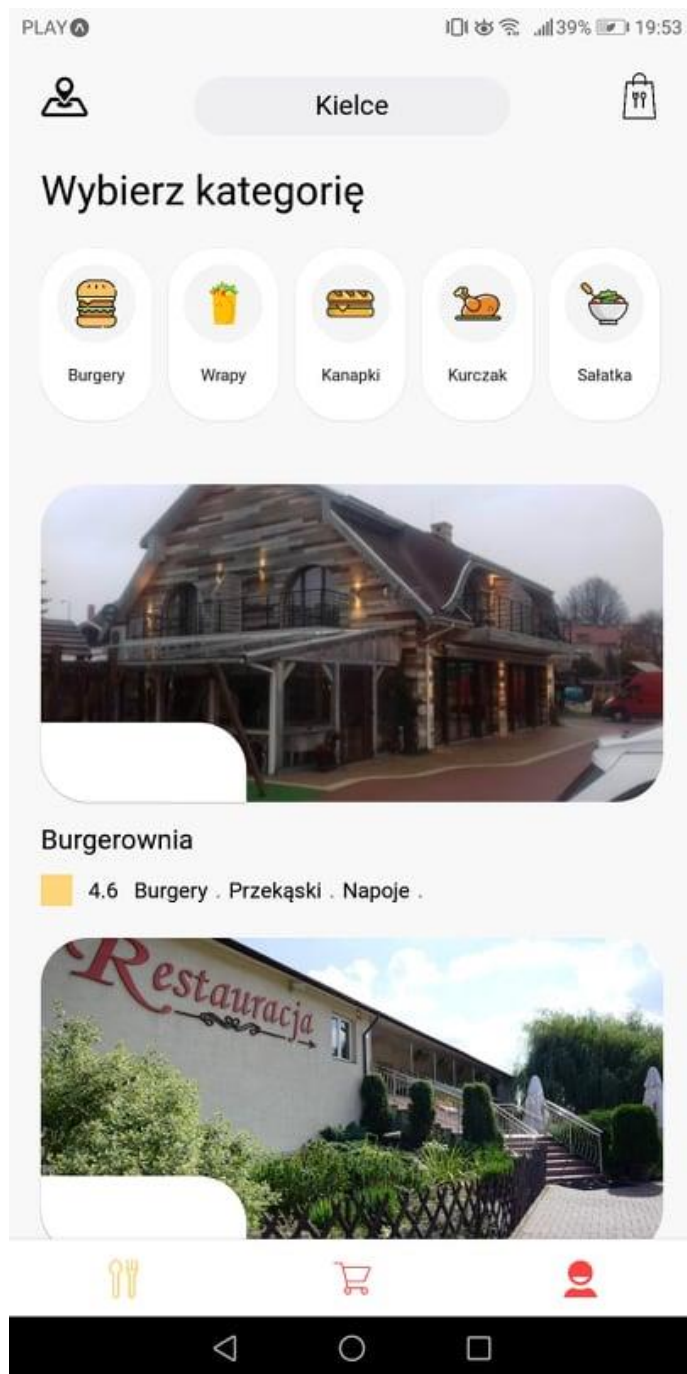 PLAY 39% 19:53
Kielce
Wybierz kategorię
Burgery Wrapy Kanapki Kurczak Sałatka
Burgerownia
4.6 Burgery . Przekąski . Napoje .
Restauracja